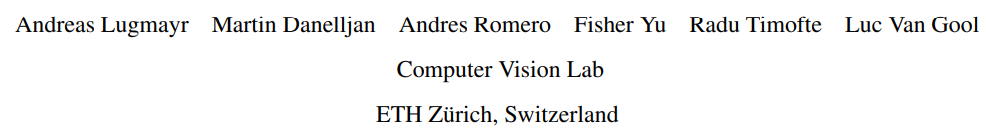 Andreas Lugmayr Martin Danelljan Andres Romero Fisher Yu Radu Timofte Luc Van Gool
Computer Vision Lab
ETH Zürich, Switzerland